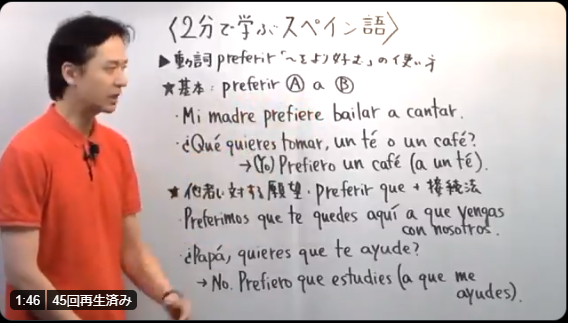 〈2分で学ぶスペイン語〉
▶動詞 preferir 「〜をより好む」の使い方
★基本: preferir Ⓐ a Ⓑ
・Mi madre prefiere bailar a cantar.
・¿Qué quieres tomar, un té o un café?
→(Yo) Prefiero un café (a un té).
★他者に対する願望・preferir que + 接続法
・Preferimos que te quedes aquí a que vengas
con nosotros.
・¿Papá, quieres que te ayude?
→ No. Prefiero que estudies (a que me
ayudes).
1:46 45回再生済み